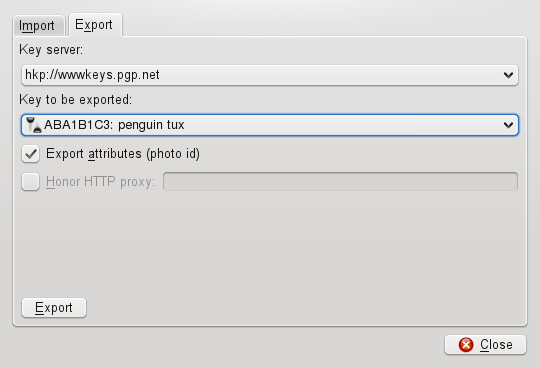 Import Export
Key server:
hkp://wwwkeys.pgp.net
Key to be exported:
ABA1B1C3: penguin tux
Export attributes (photo id)
Honor HTTP proxy:
Export
Close